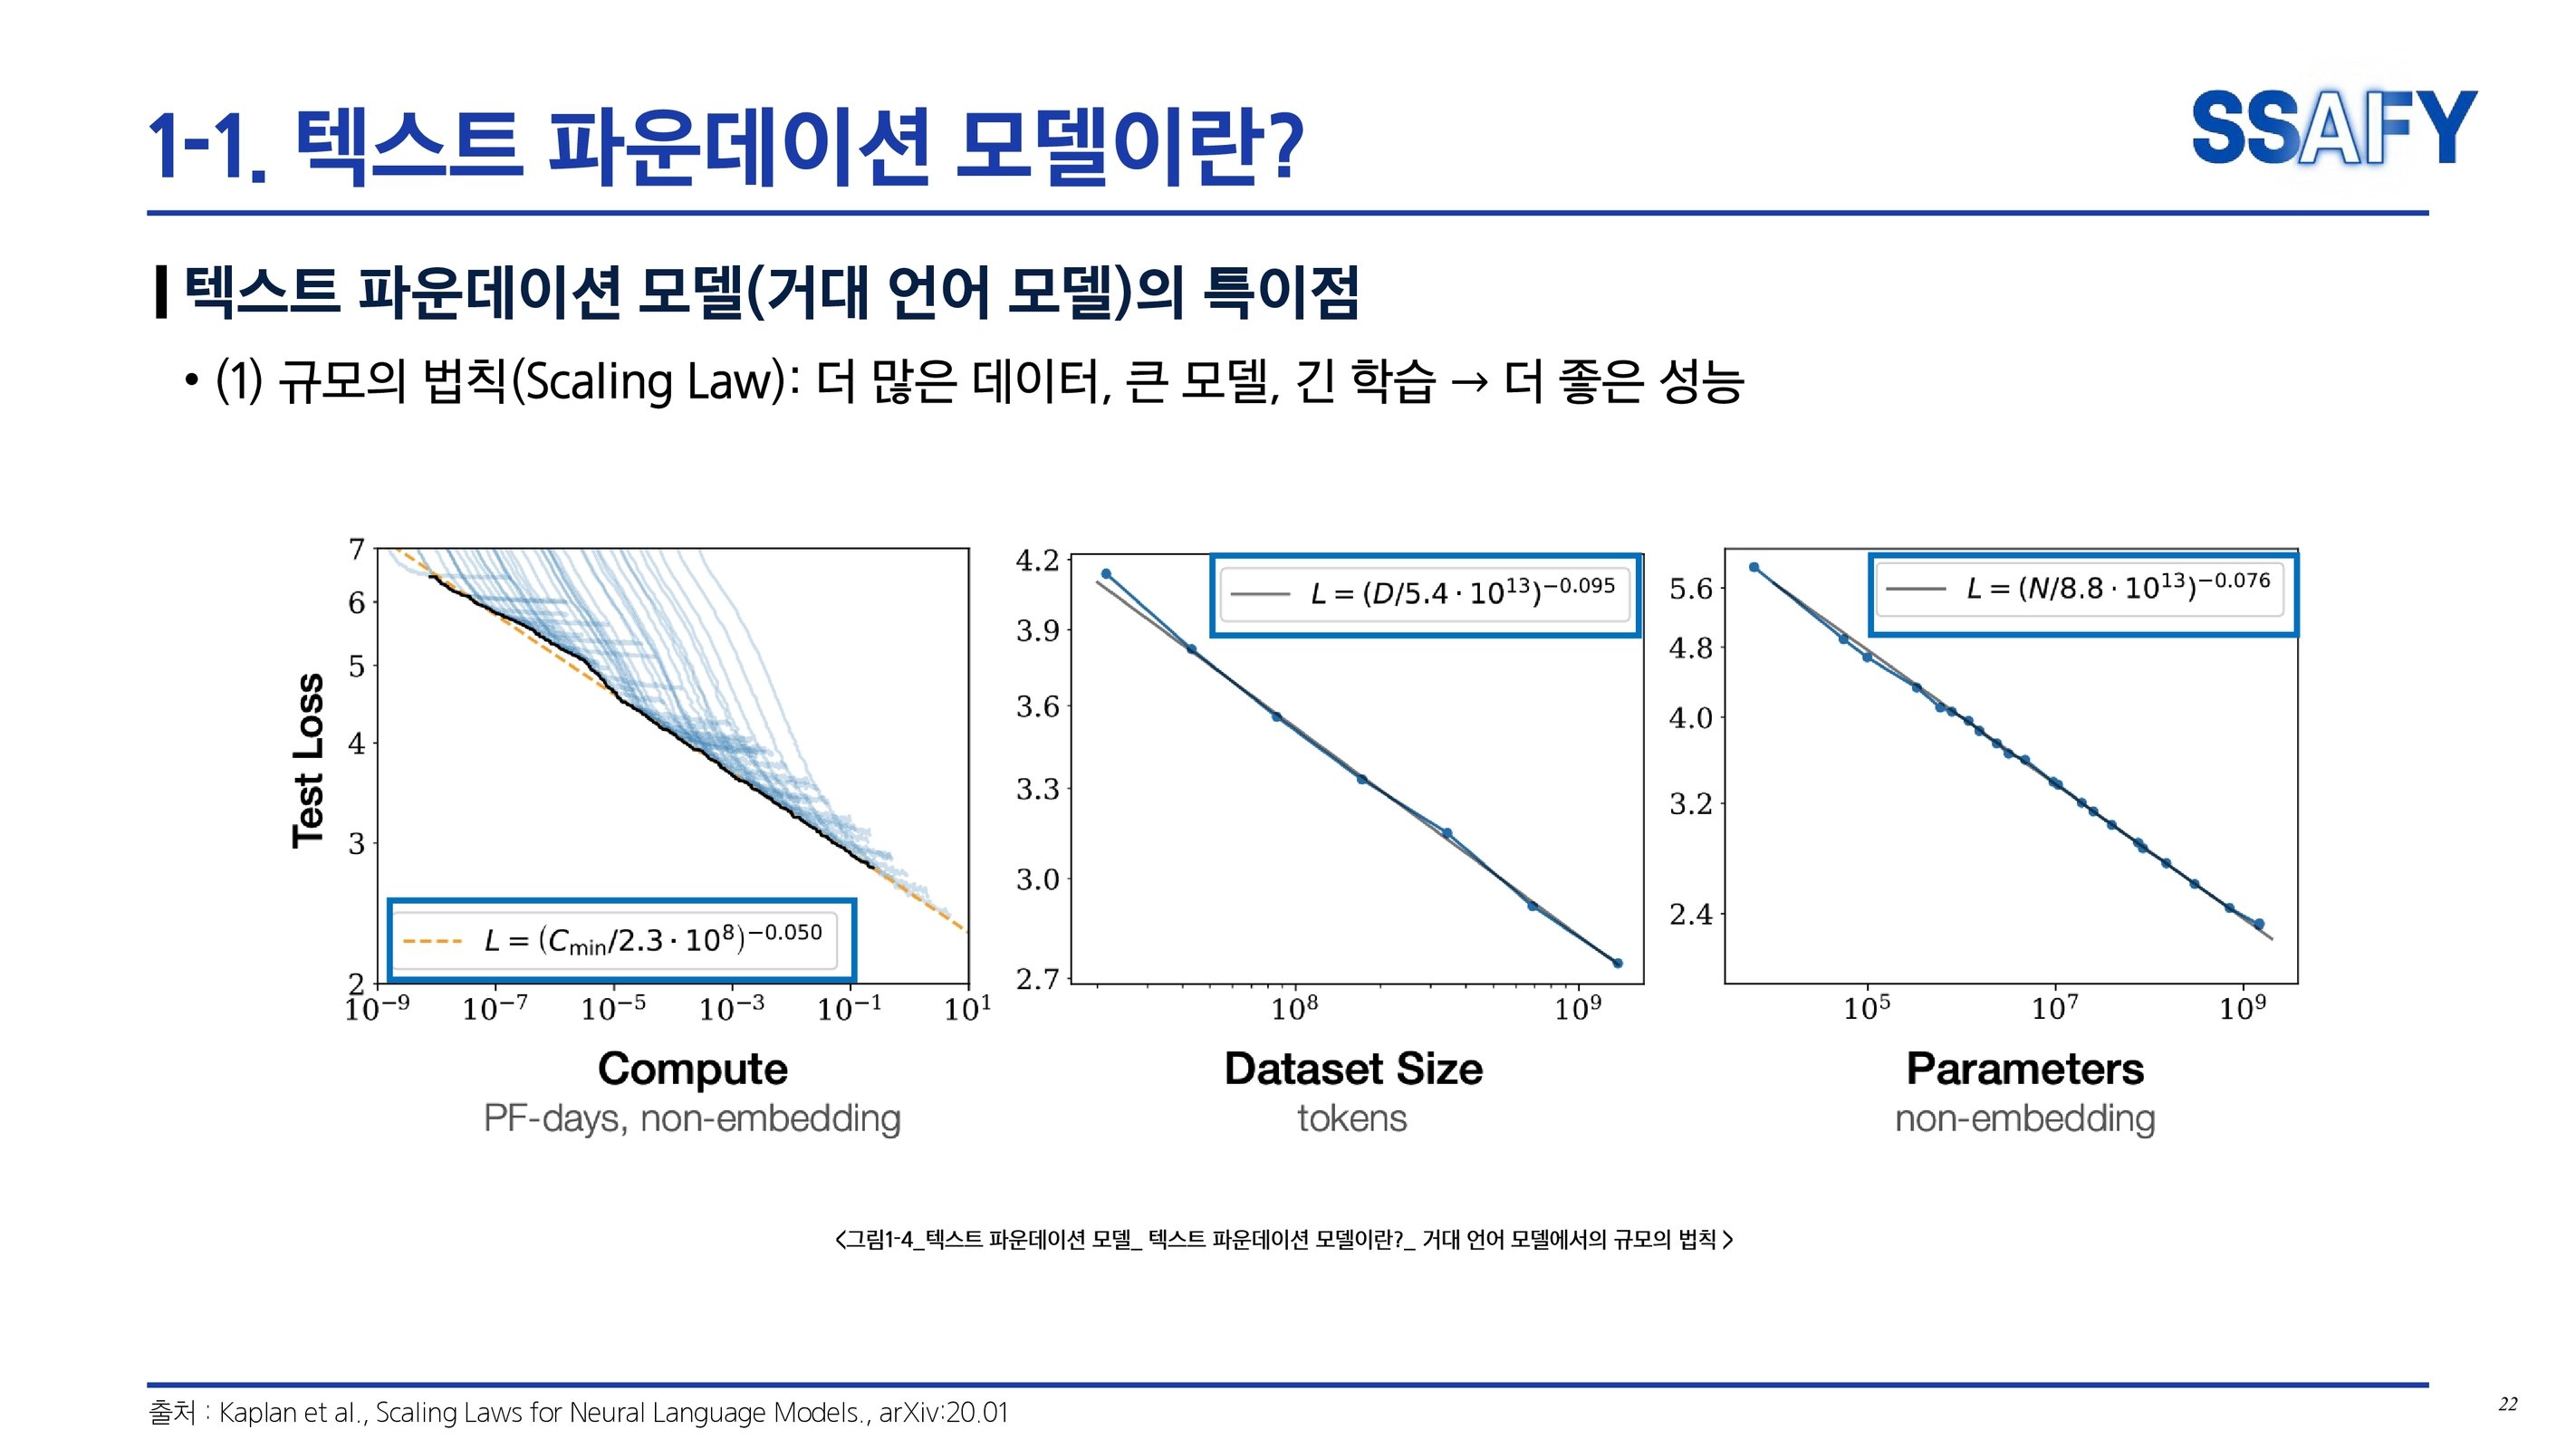 1-1. 텍스트 파운데이션 모델이란?
SSAFY
텍스트 파운데이션 모델(거대 언어 모델)의 특이점
• (1) 규모의 법칙(Scaling Law): 더 많은 데이터, 큰 모델, 긴 학습 → 더 좋은 성능
Test Loss
7
6
5
4
3
2
L = (C_min/2.3 · 10^8)^−0.050
10^−9 10^−7 10^−5 10^−3 10^−1 10^1
Compute
PF-days, non-embedding
4.2
3.9
3.6
3.3
3.0
2.7
L = (D/5.4 · 10^13)^−0.095
10^8 10^9
Dataset Size
tokens
5.6
4.8
4.0
3.2
2.4
L = (N/8.8 · 10^13)^−0.076
10^5 10^7 10^9
Parameters
non-embedding
<그림1-4_텍스트 파운데이션 모델_ 텍스트 파운데이션 모델이란?_ 거대 언어 모델에서의 규모의 법칙 >
출처 : Kaplan et al., Scaling Laws for Neural Language Models., arXiv:20.01
22